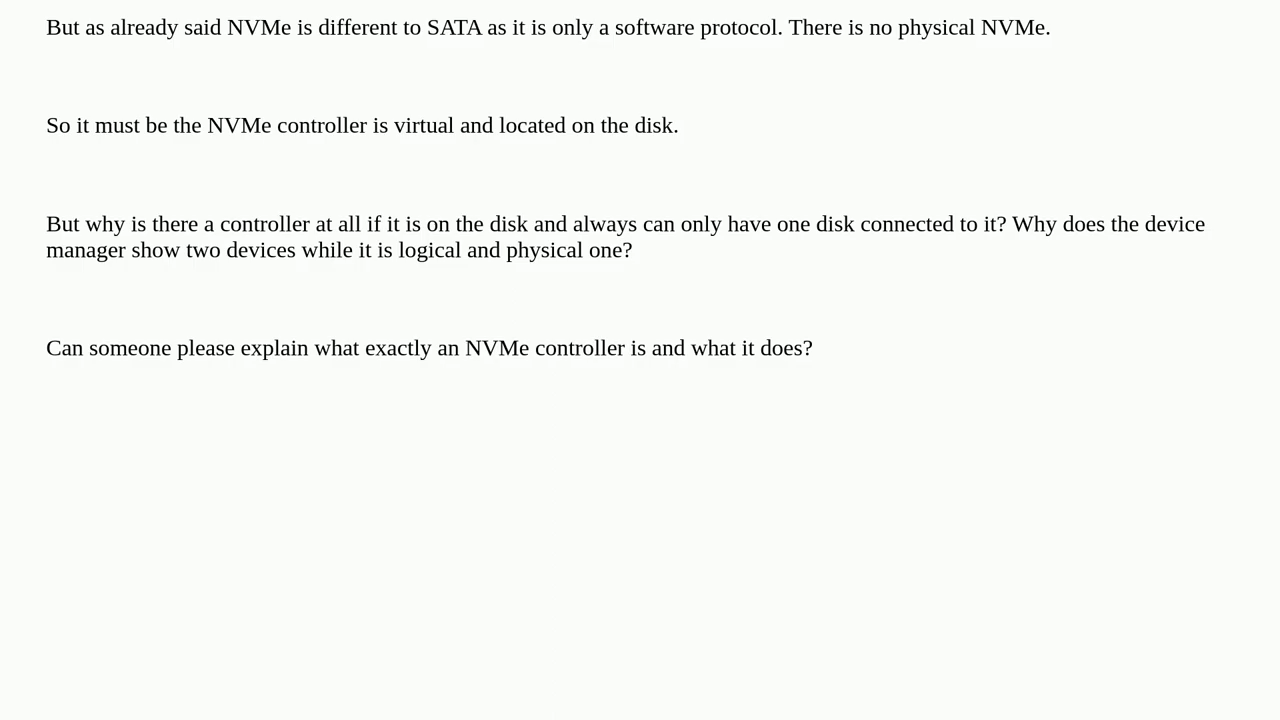 But as already said NVMe is different to SATA as it is only a software protocol. There is no physical NVMe.
So it must be the NVMe controller is virtual and located on the disk.
But why is there a controller at all if it is on the disk and always can only have one disk connected to it? Why does the device
manager show two devices while it is logical and physical one?
Can someone please explain what exactly an NVMe controller is and what it does?